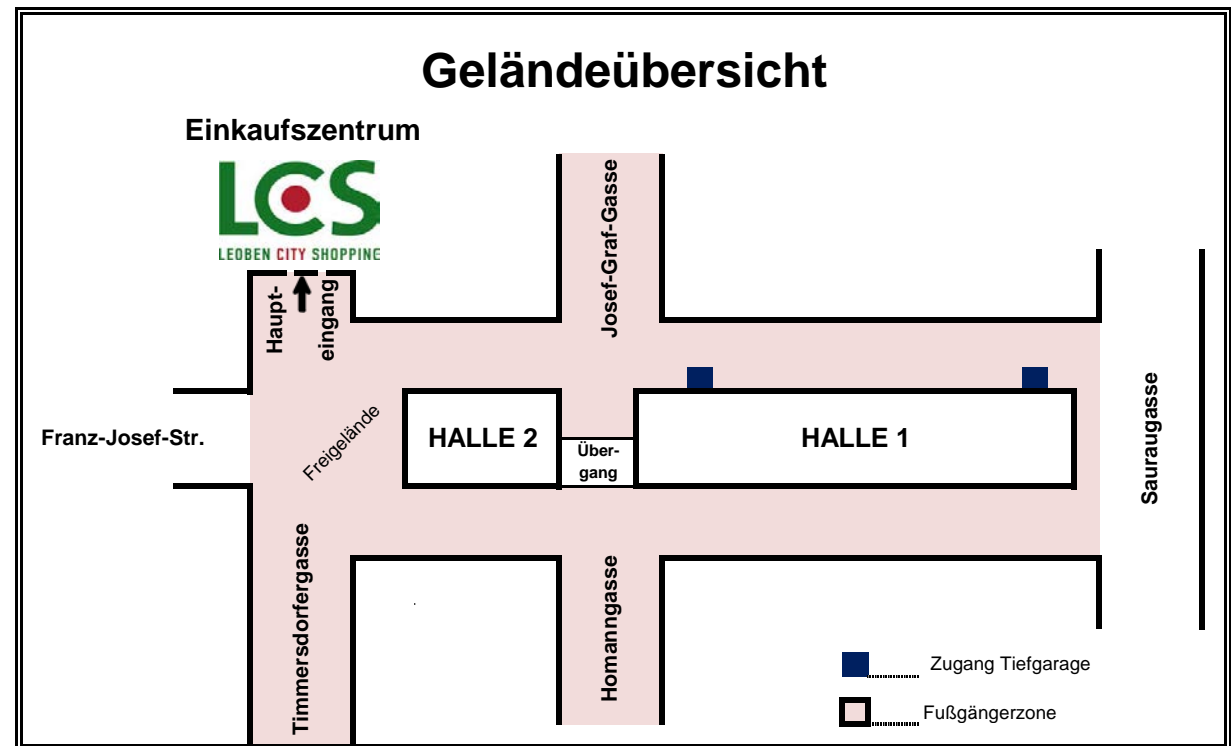 Geländeübersicht
Einkaufszentrum
LCS
LEOBEN CITY SHOPPING
Haupt-
eingang
Josef-Graf-Gasse
Franz-Josef-Str.
Freigelände
HALLE 2
Über-
gang
HALLE 1
Sauraugasse
Timmersdorfergasse
Homanngasse
Zugang Tiefgarage
Fußgängerzone